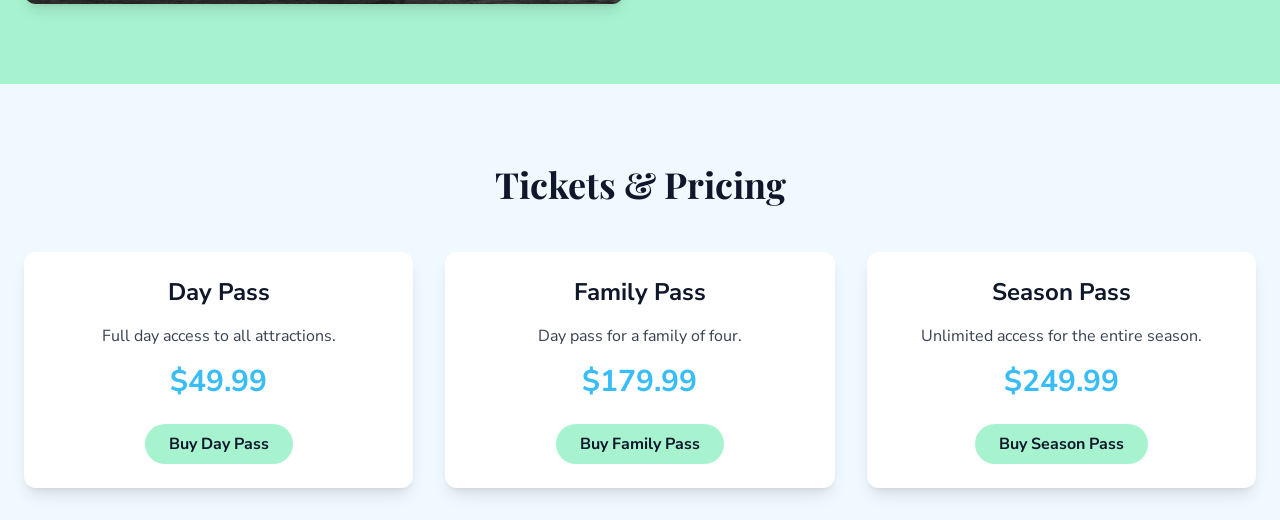 Tickets & Pricing
Day Pass
Full day access to all attractions.
$49.99
Buy Day Pass
Family Pass
Day pass for a family of four.
$179.99
Buy Family Pass
Season Pass
Unlimited access for the entire season.
$249.99
Buy Season Pass